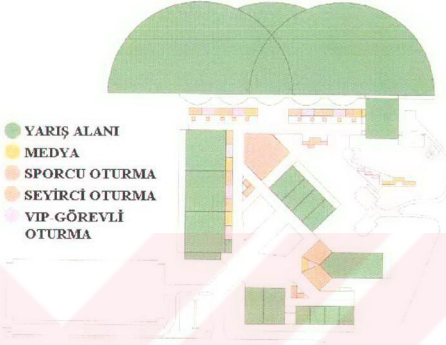 YARIŞ ALANI
MEDYA
SPORCU OTURMA
SEYİRCİ OTURMA
VIP-GÖREVLİ
OTURMA